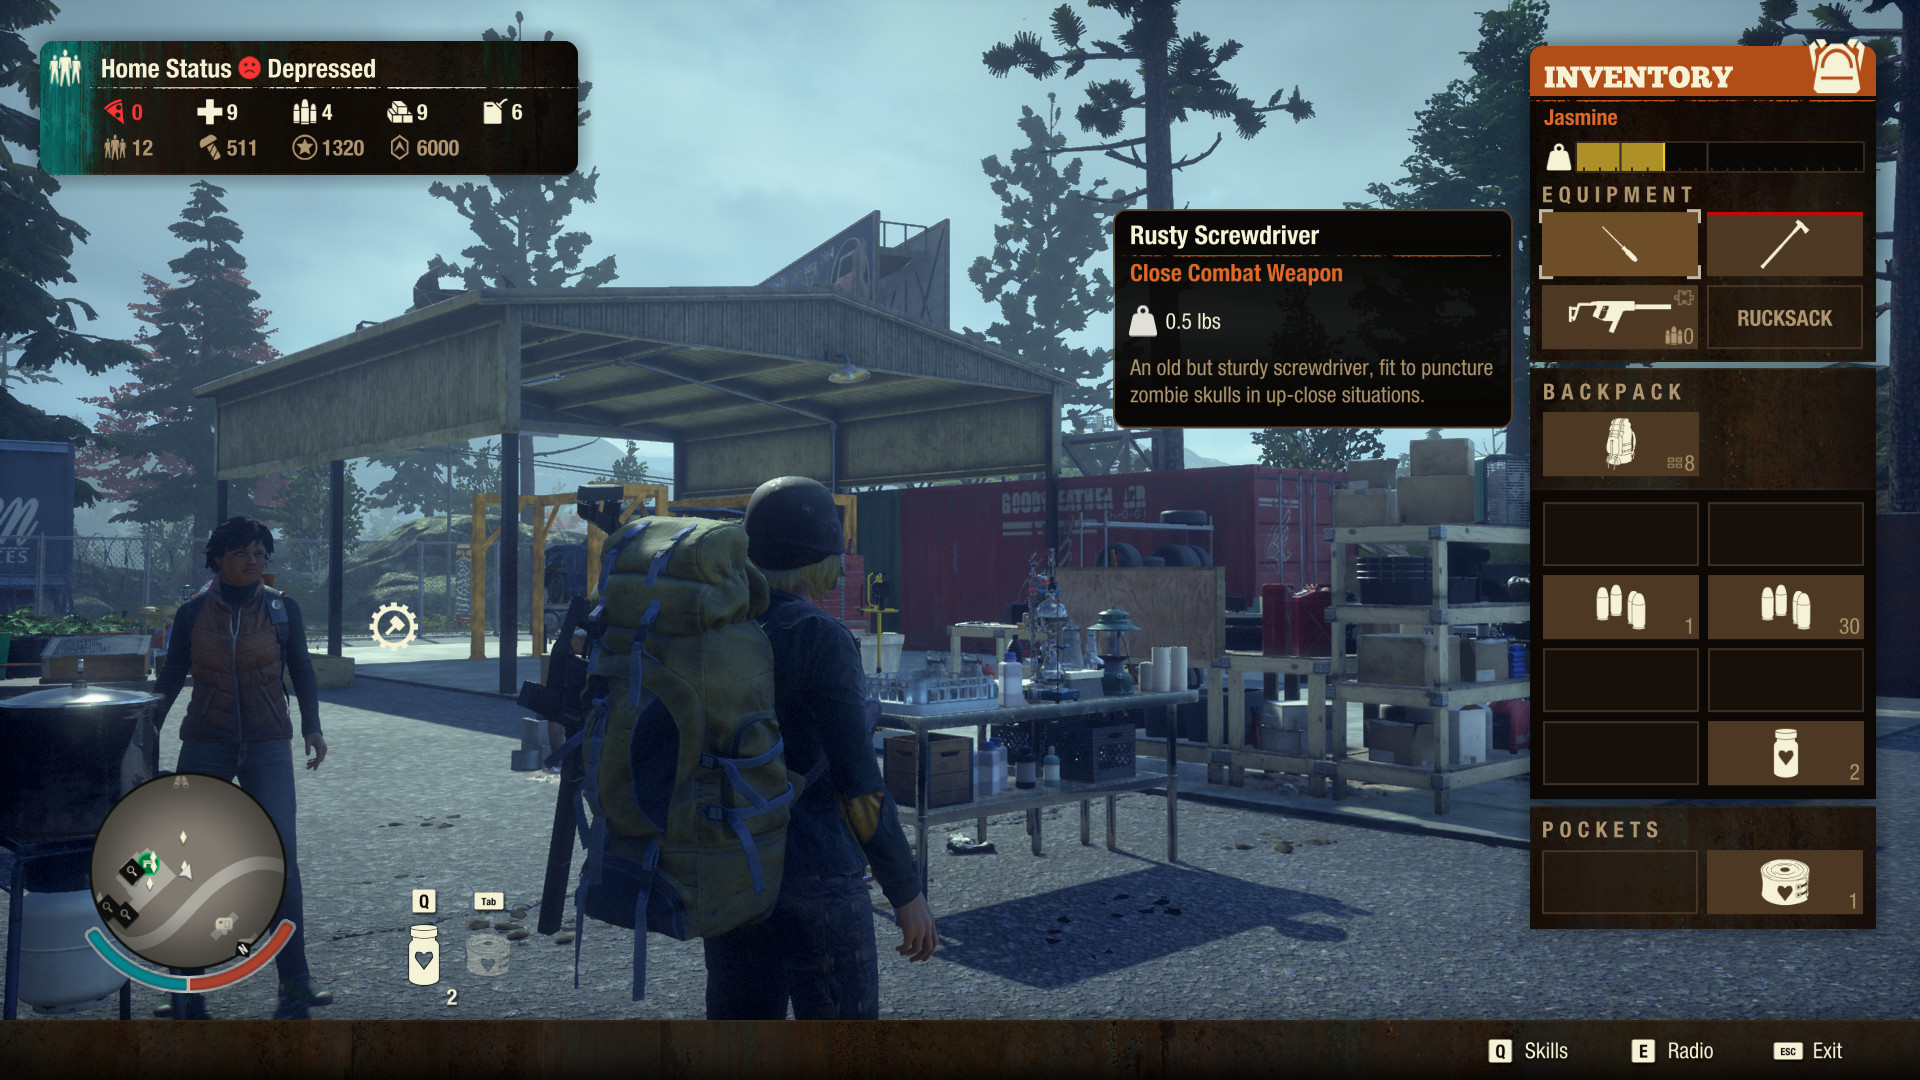 Home Status Depressed
0 9 4 9 6
12 511 1320 6000
INVENTORY
Jasmine
EQUIPMENT
0
RUCKSACK
BACKPACK
8
1 30
2
POCKETS
1
Rusty Screwdriver
Close Combat Weapon
0.5 lbs
An old but sturdy screwdriver, fit to puncture
zombie skulls in up-close situations.
Q Tab
2
N
Q Skills E Radio ESC Exit